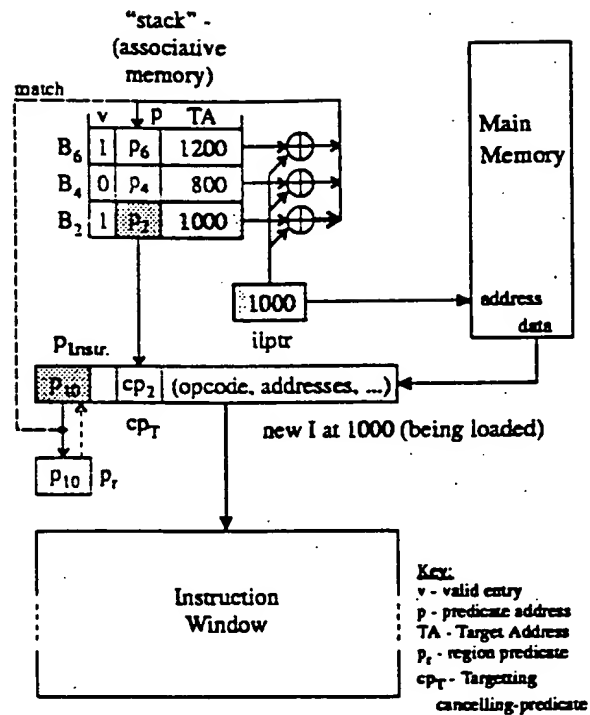 “stack” -
(associative
memory)
match
v p TA
B6 1 p6 1200
B4 0 p4 800
B2 1 p2 1000
Main
Memory
1000
address
iiptr
data
PInstr.
p10 cp2 (opcode, addresses, ...)
cpT
new I at 1000 (being loaded)
p10 pr
Instruction
Window
Key:
v - valid entry
p - predicate address
TA - Target Address
pr - region predicate
cpT - Targetting
cancelling-predicate